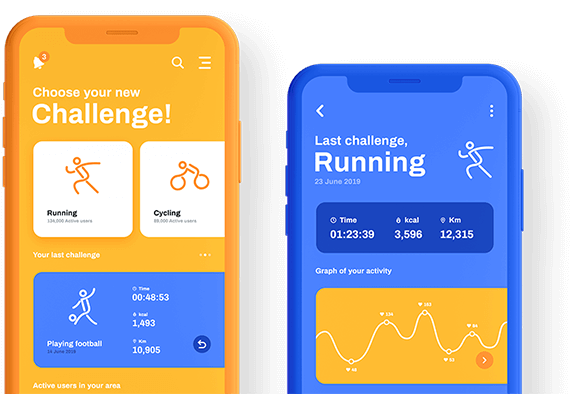 3
Choose your new
Challenge!
Running
124,000 Active users
Cycling
89,000 Active users
Your last challenge
Time
00:48:53
kcal
1,493
Km
10,905
Playing football
14 June 2019
Active users in your area
Last challenge,
Running
23 June 2019
Time
01:23:39
kcal
3,596
Km
12,315
Graph of your activity